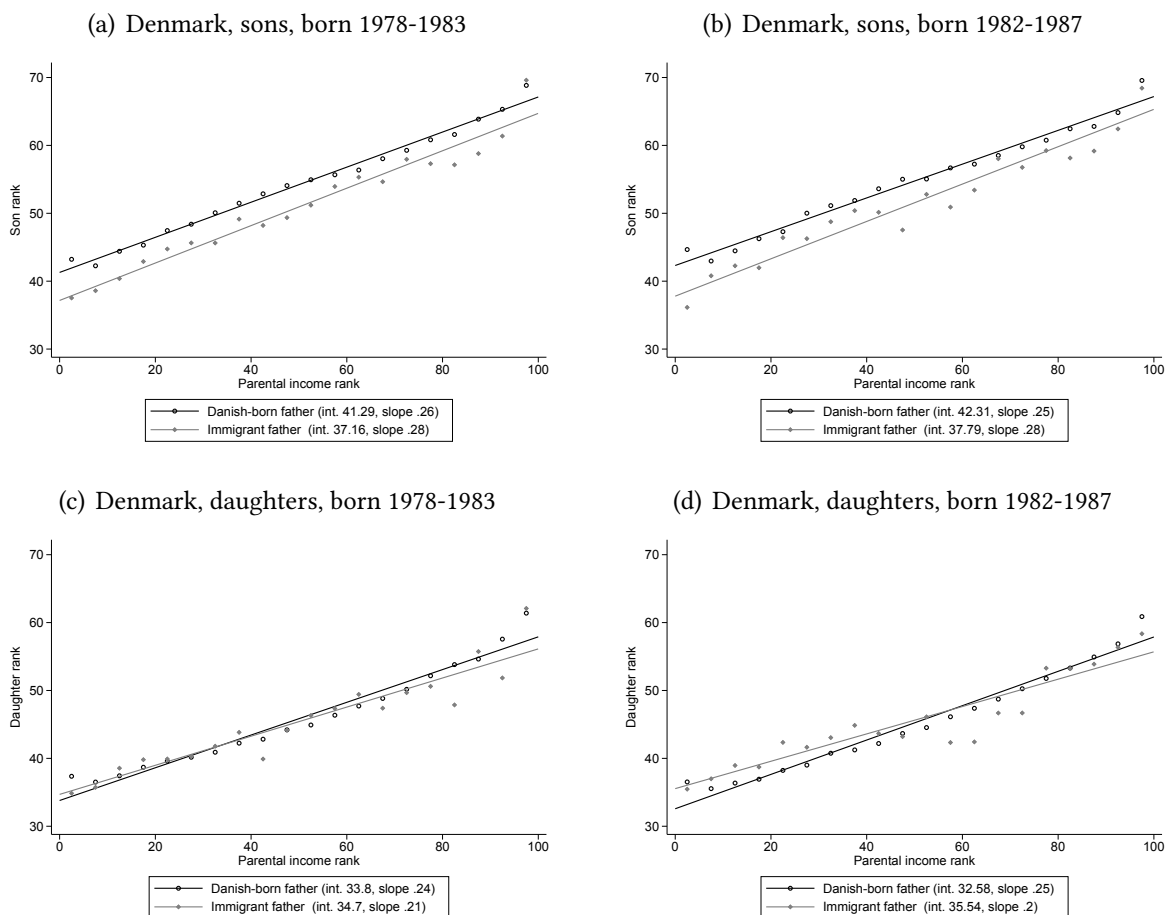 (a) Denmark, sons, born 1978-1983
70
60
50
40
30
Son rank
0 20 40 60 80 100
Parental income rank
Danish-born father (int. 41.29, slope .26)
Immigrant father (int. 37.16, slope .28)
(b) Denmark, sons, born 1982-1987
70
60
50
40
30
Son rank
0 20 40 60 80 100
Parental income rank
Danish-born father (int. 42.31, slope .25)
Immigrant father (int. 37.79, slope .28)
(c) Denmark, daughters, born 1978-1983
70
60
50
40
30
Daughter rank
0 20 40 60 80 100
Parental income rank
Danish-born father (int. 33.8, slope .24)
Immigrant father (int. 34.7, slope .21)
(d) Denmark, daughters, born 1982-1987
70
60
50
40
30
Daughter rank
0 20 40 60 80 100
Parental income rank
Danish-born father (int. 32.58, slope .25)
Immigrant father (int. 35.54, slope .2)